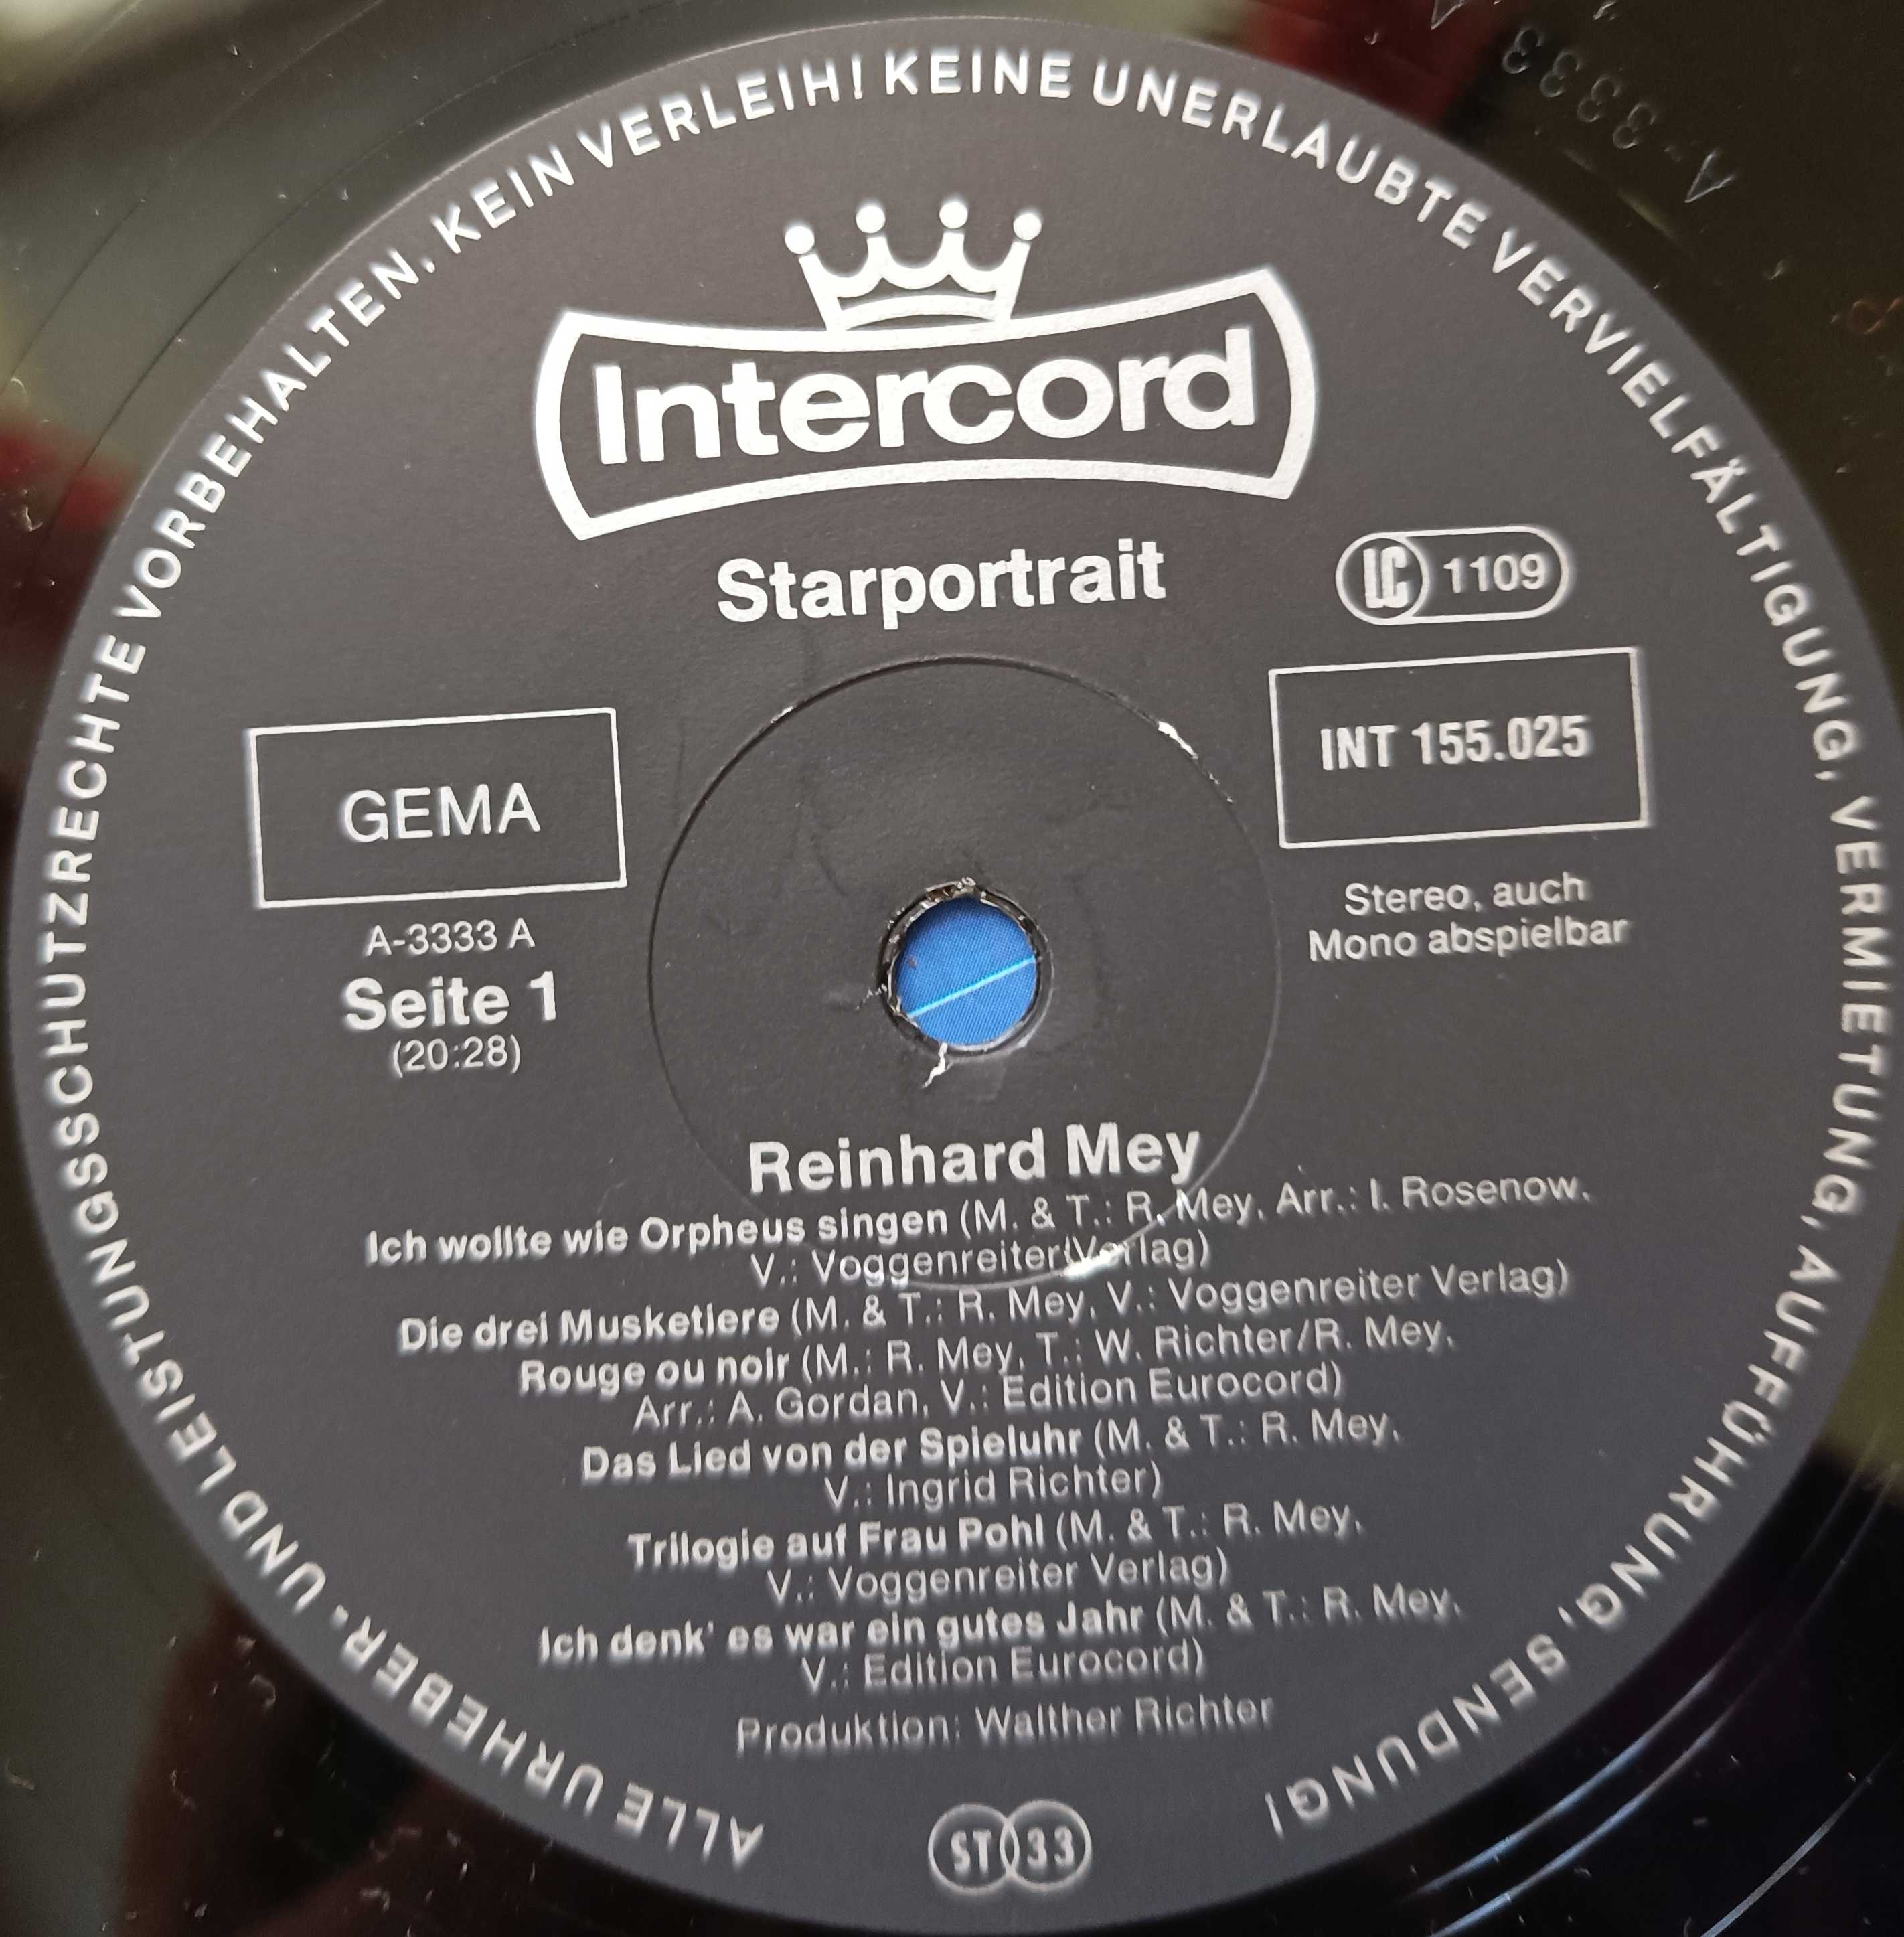 ALLE URHEBER- UND LEISTUNGSSCHUTZRECHTE VORBEHALTEN. KEIN VERLEIH! KEINE UNERLAUBTE VERVIELFÄLTIGUNG, VERMIETUNG, AUFFÜHRUNG, SENDUNG!
A-3333
Intercord
Starportrait
LC 1109
GEMA
INT 155.025
A-3333 A
Seite 1
(20:28)
Stereo, auch
Mono abspielbar
Reinhard Mey
Ich wollte wie Orpheus singen (M. & T.: R. Mey, Arr.: I. Rosenow,
V.: Voggenreiter Verlag)
Die drei Musketiere (M. & T.: R. Mey, V.: Voggenreiter Verlag)
Rouge ou noir (M.: R. Mey, T.: W. Richter/R. Mey,
Arr.: A. Gordan, V.: Edition Eurocord)
Das Lied von der Spieluhr (M. & T.: R. Mey,
V.: Ingrid Richter)
Trilogie auf Frau Pohl (M. & T.: R. Mey,
V.: Voggenreiter Verlag)
Ich denk' es war ein gutes Jahr (M. & T.: R. Mey,
V.: Edition Eurocord)
Produktion: Walther Richter
ST 33